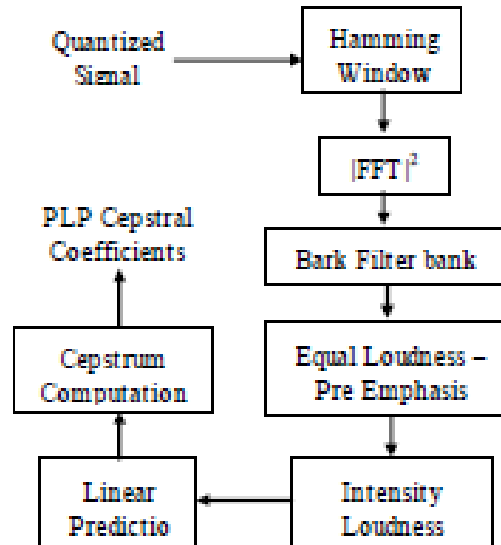 Quantized
Signal
Hamming
Window
|FFT|²
Bark Filter bank
Equal Loudness –
Pre Emphasis
Intensity
Loudness
Linear
Predictio
Cepstrum
Computation
PLP Cepstral
Coefficients